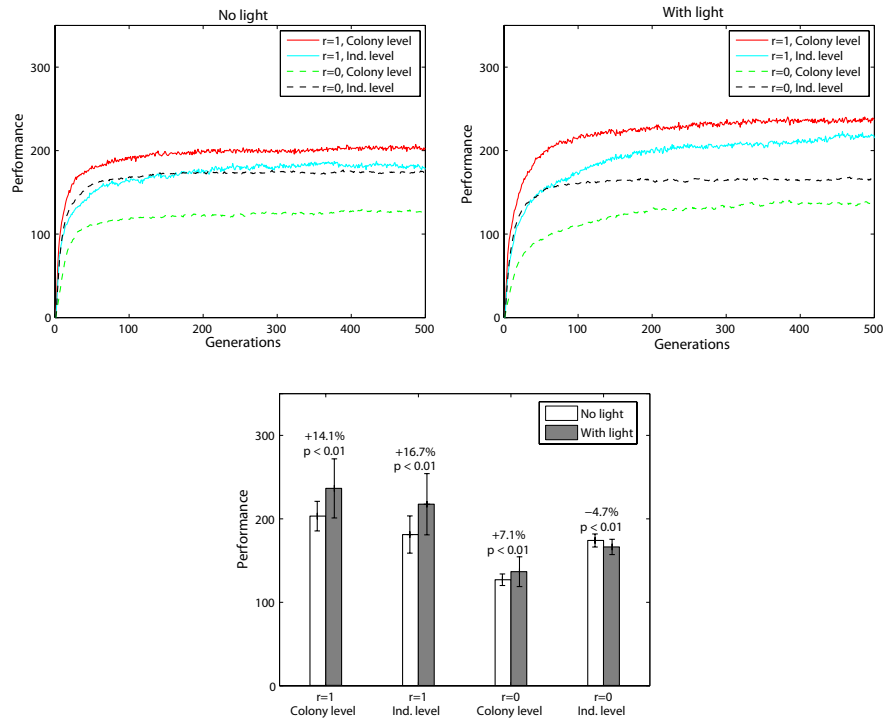 No light
Performance
350
300
200
100
0
0 100 200 300 400 500
Generations
r=1, Colony level
r=1, Ind. level
r=0, Colony level
r=0, Ind. level
With light
Performance
300
200
100
0
0 100 200 300 400 500
Generations
r=1, Colony level
r=1, Ind. level
r=0, Colony level
r=0, Ind. level
Performance
300
200
100
0
No light
With light
+14.1%
p < 0.01
+16.7%
p < 0.01
+7.1%
p < 0.01
−4.7%
p < 0.01
r=1
Colony level
r=1
Ind. level
r=0
Colony level
r=0
Ind. level